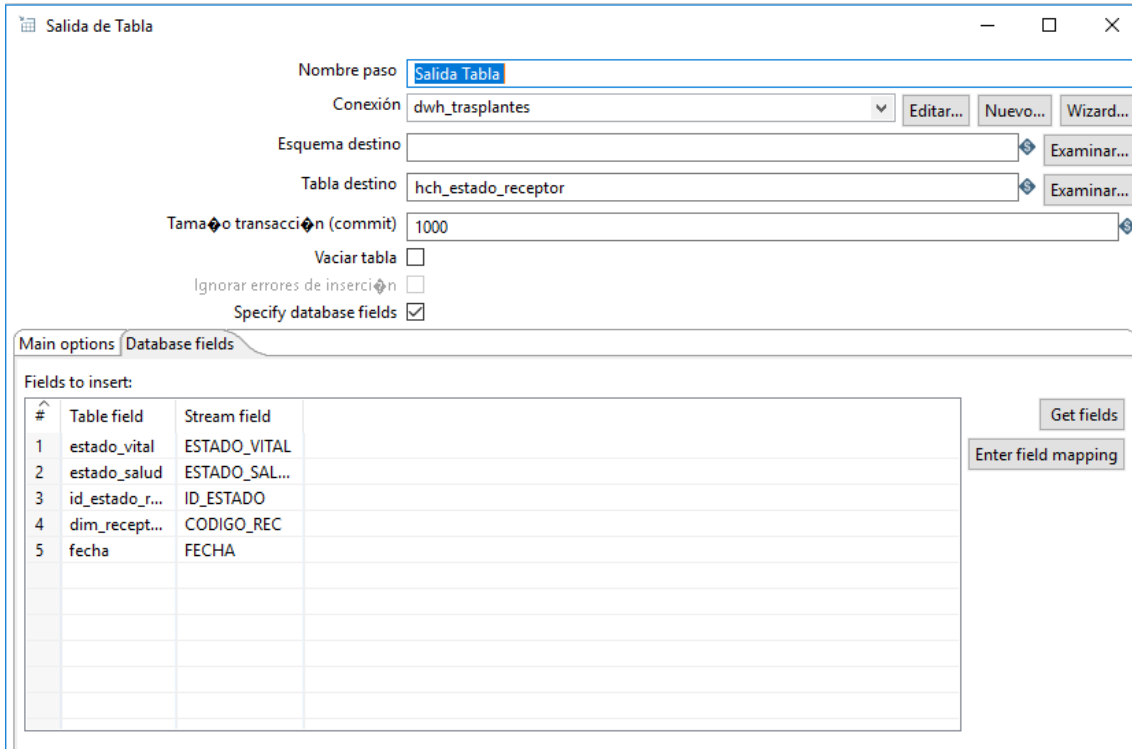 Salida de Tabla
Nombre paso Salida Tabla
Conexión dwh_trasplantes Editar... Nuevo... Wizard...
Esquema destino Examinar...
Tabla destino hch_estado_receptor Examinar...
Tama�o transacci�n (commit) 1000
Vaciar tabla
Ignorar errores de inserci�n
Specify database fields
Main options Database fields
Fields to insert:
# Table field Stream field Get fields
1 estado_vital ESTADO_VITAL
2 estado_salud ESTADO_SAL... Enter field mapping
3 id_estado_r... ID_ESTADO
4 dim_recept... CODIGO_REC
5 fecha FECHA